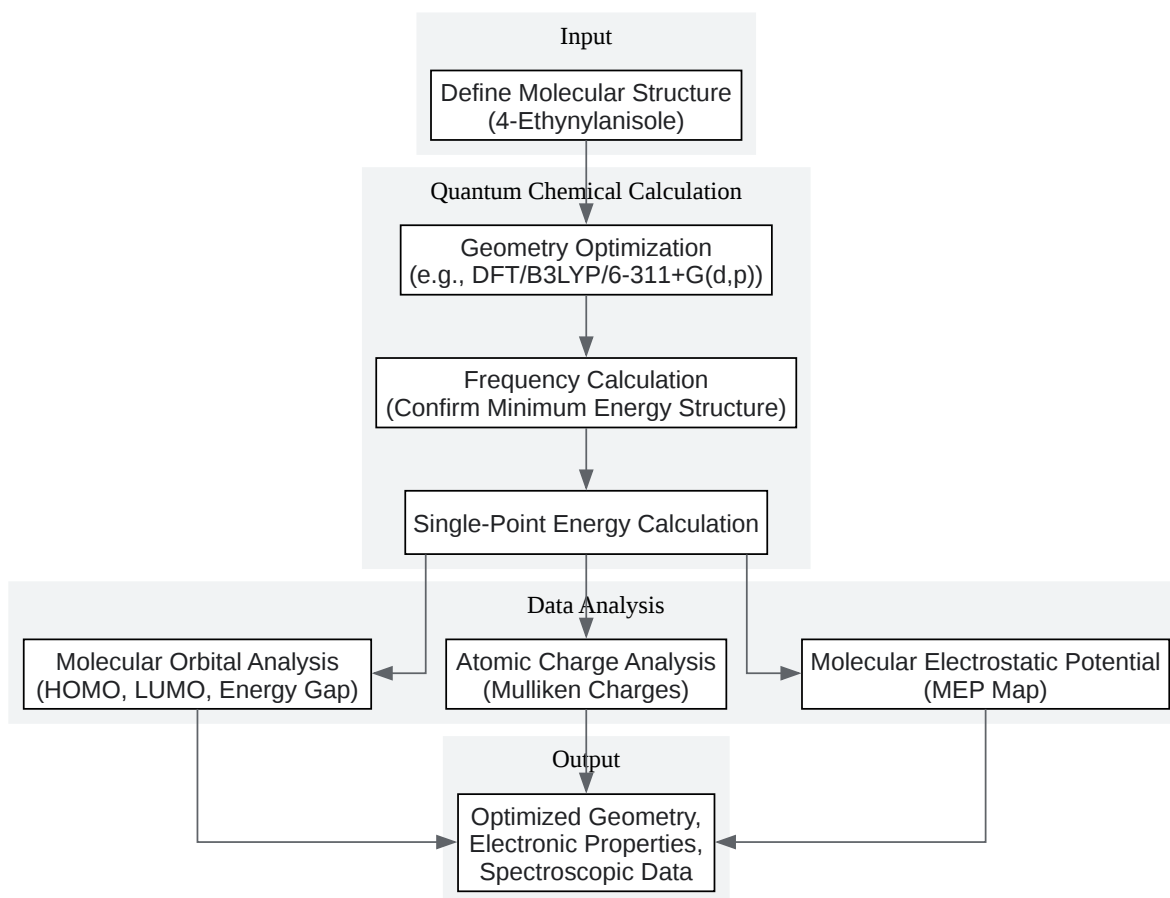 Input
Define Molecular Structure
(4-Ethynylanisole)
Quantum Chemical Calculation
Geometry Optimization
(e.g., DFT/B3LYP/6-311+G(d,p))
Frequency Calculation
(Confirm Minimum Energy Structure)
Single-Point Energy Calculation
Data Analysis
Molecular Orbital Analysis
(HOMO, LUMO, Energy Gap)
Atomic Charge Analysis
(Mulliken Charges)
Molecular Electrostatic Potential
(MEP Map)
Output
Optimized Geometry,
Electronic Properties,
Spectroscopic Data